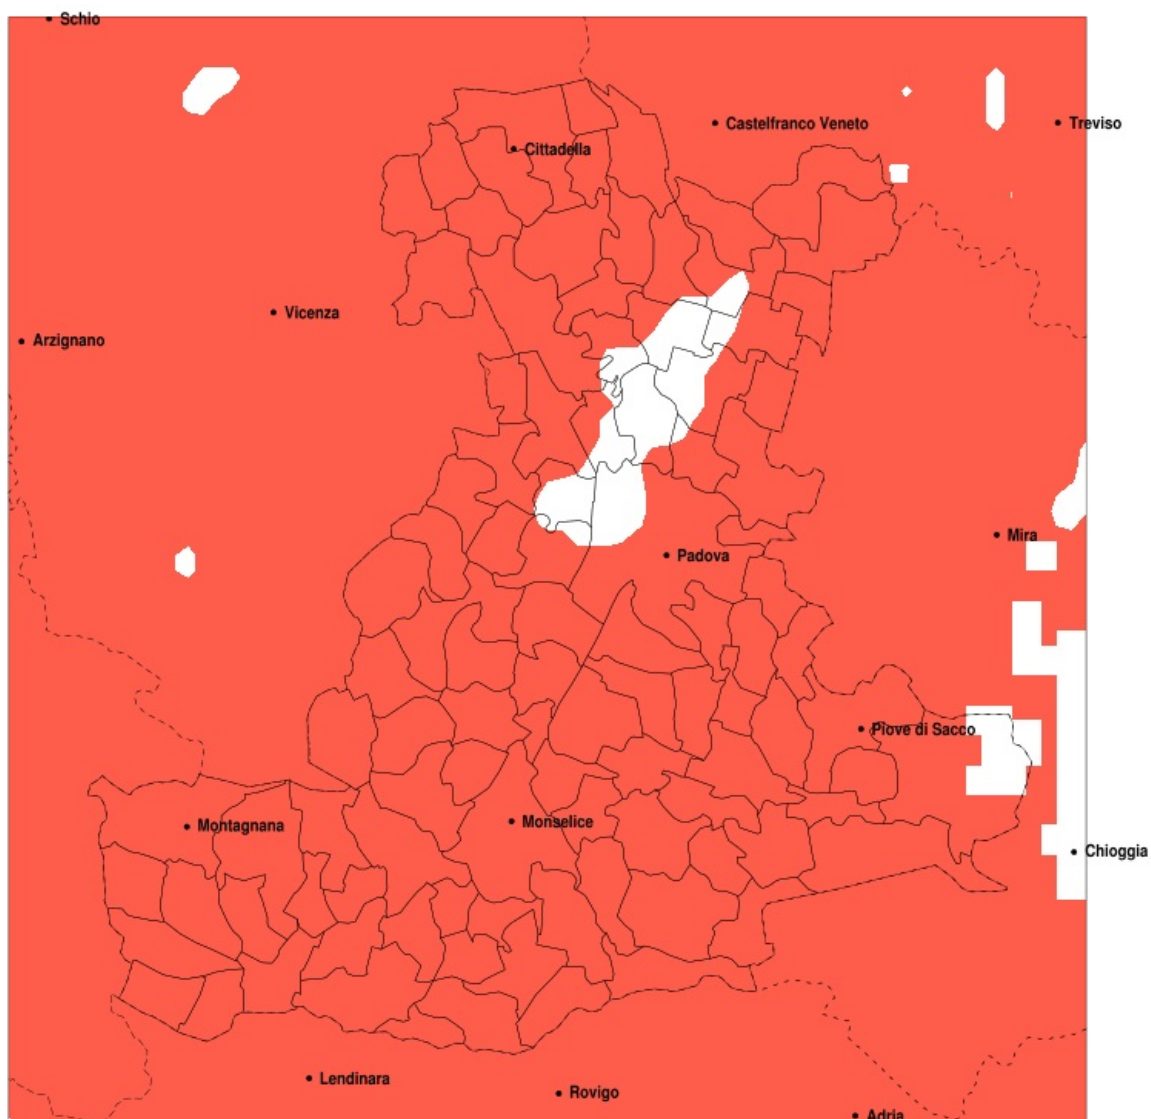 Schio
Castelfranco Veneto
Treviso
Cittadella
Vicenza
Arzignano
Mira
Padova
Piove di Sacco
Monselice
Montagnana
Chioggia
Lendinara
Rovigo
Adria